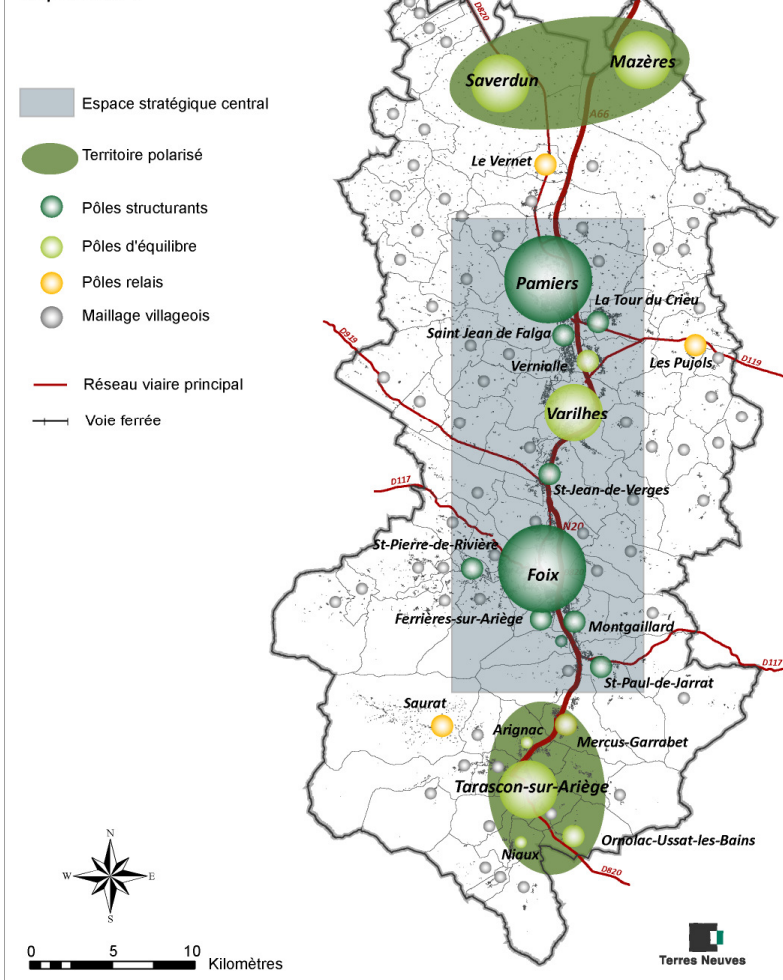 Espace stratégique central
Territoire polarisé
Pôles structurants
Pôles d'équilibre
Pôles relais
Maillage villageois
Réseau viaire principal
Voie ferrée
D820
Mazères
Saverdun
A66
Le Vernet
Pamiers
La Tour du Crieu
D919
Saint Jean de Falga
Verniolle
Les Pujols
D119
Varilhes
D117
St-Jean-de-Verges
N20
St-Pierre-de-Rivière
Foix
Ferrières-sur-Ariège
Montgaillard
D117
St-Paul-de-Jarrat
Saurat
Arignac
Mercus-Garrabet
Tarascon-sur-Ariège
Ornolac-Ussat-les-Bains
Niaux
D820
N
W E
S
0 5 10
Kilomètres
Terres Neuves